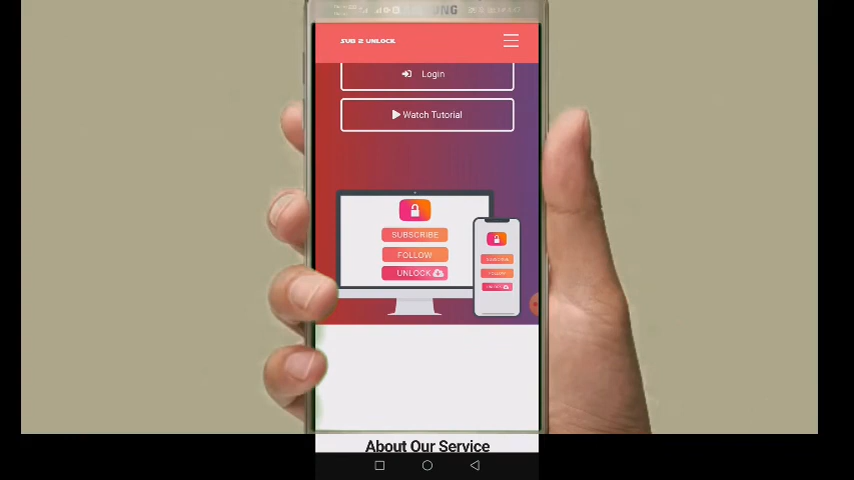 SUB 2 UNLOCK
Login
Watch Tutorial
SUBSCRIBE
FOLLOW
UNLOCK
About Our Service